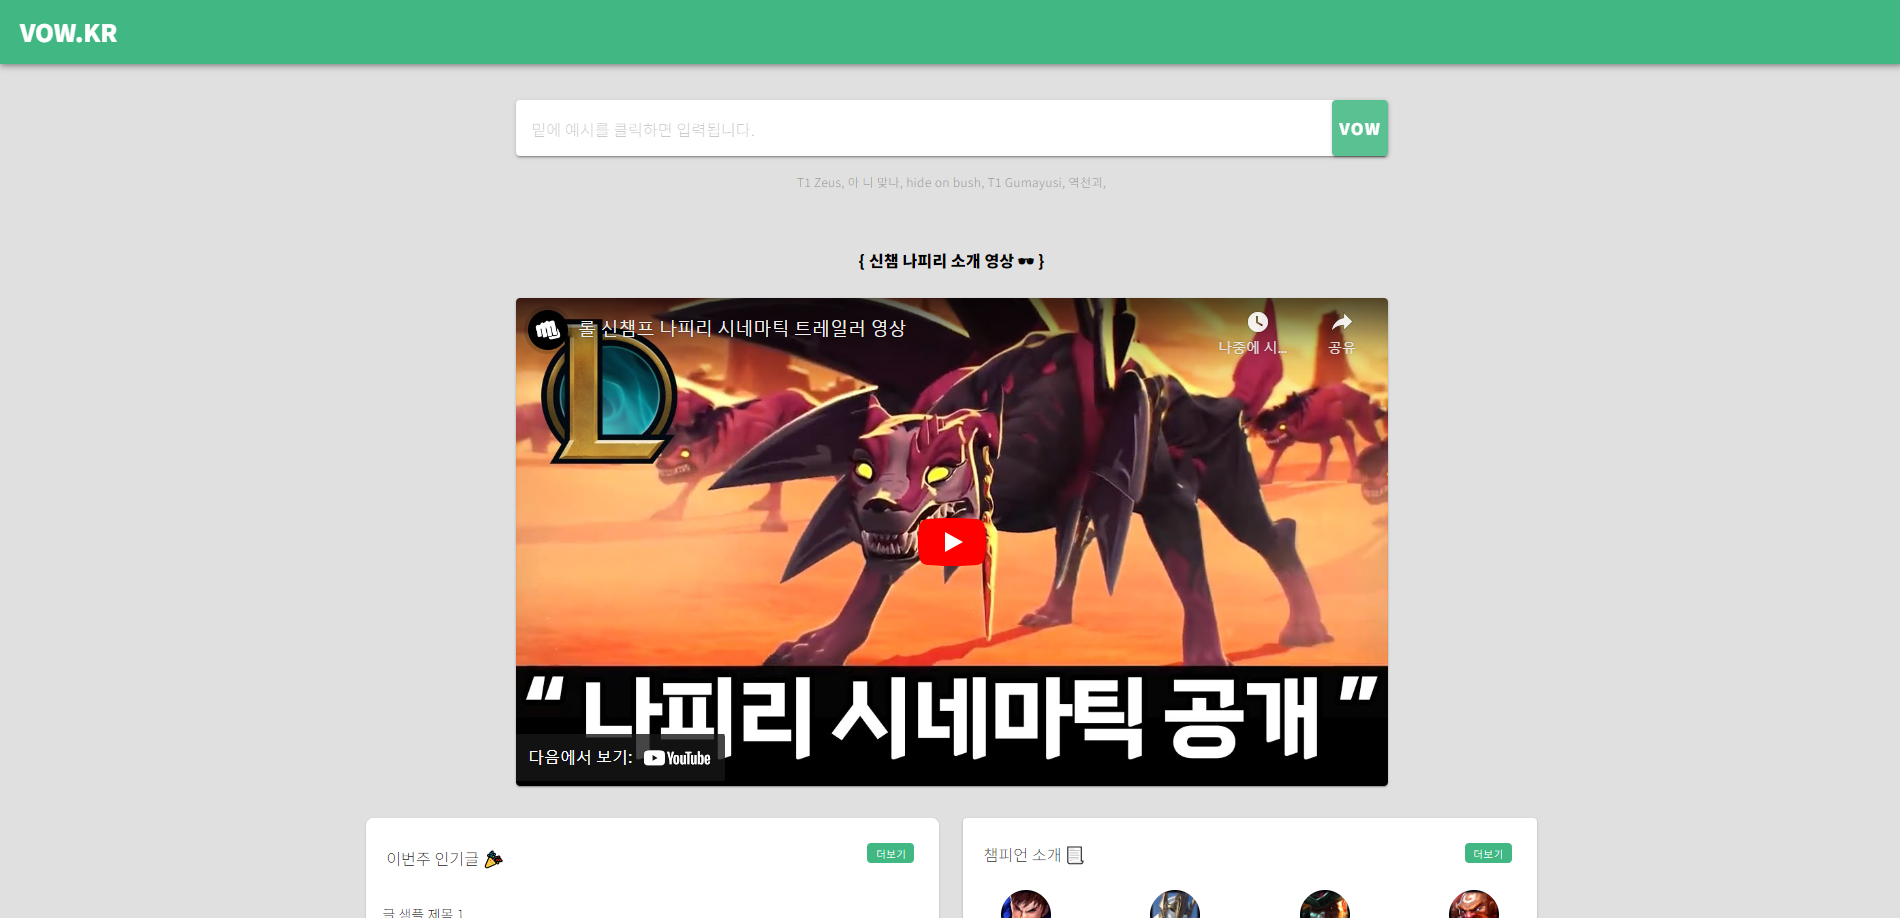 VOW.KR
밑에 예시를 클릭하면 입력됩니다.
VOW
T1 Zeus, 아 니 맞나, hide on bush, T1 Gumayusi, 역천괴,
{ 신챔 나피리 소개 영상 🕶️ }
롤 신챔프 나피리 시네마틱 트레일러 영상
나중에 시...
공유
“ 나피리 시네마틱 공개 ”
다음에서 보기: YouTube
이번주 인기글 🎉
더보기
챔피언 소개 📃
더보기
글 샘플 제목 1